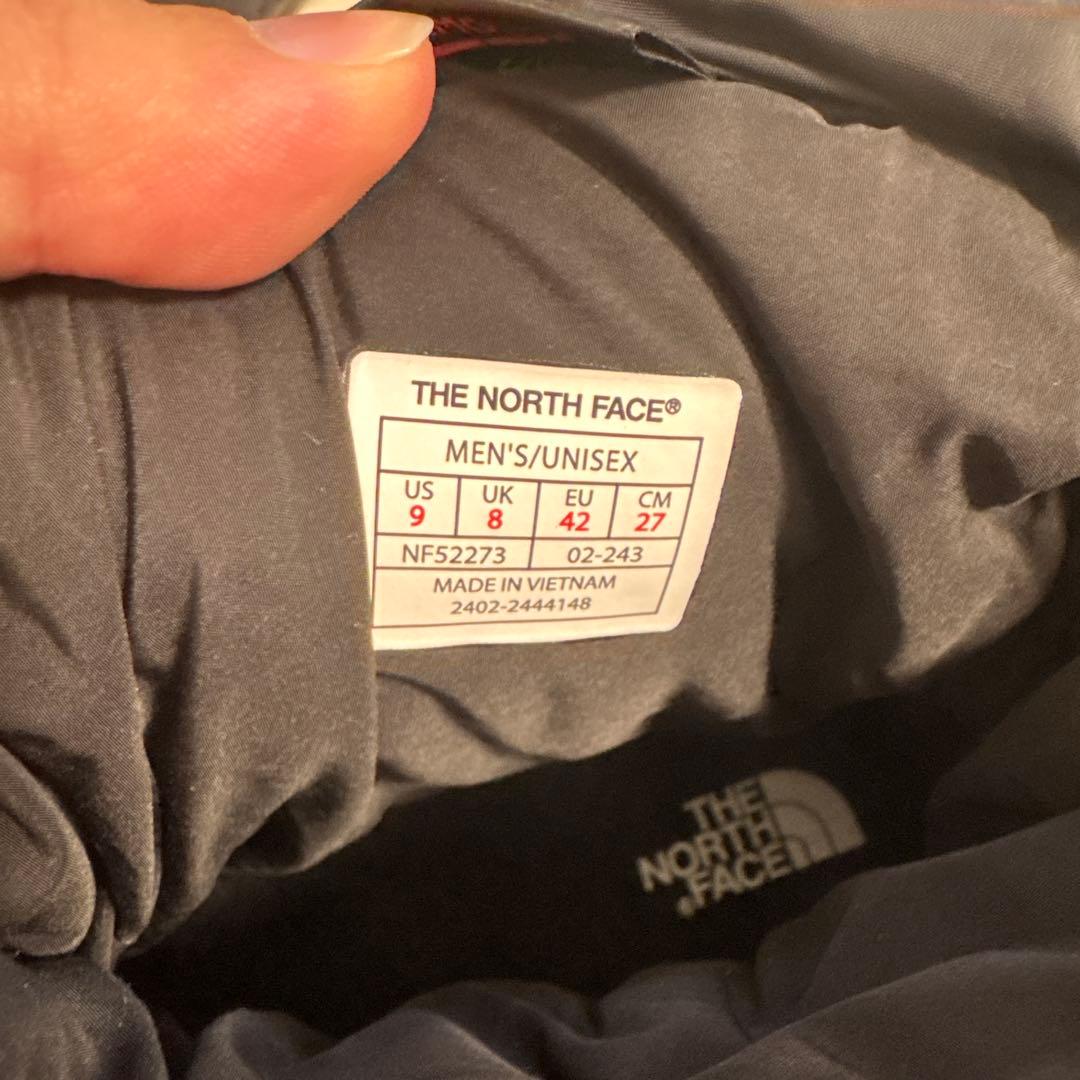 THE NORTH FACE®
MEN'S/UNISEX
US UK EU CM
9 8 42 27
NF52273 02-243
MADE IN VIETNAM
2402-2444148
THE
NORTH
FACE